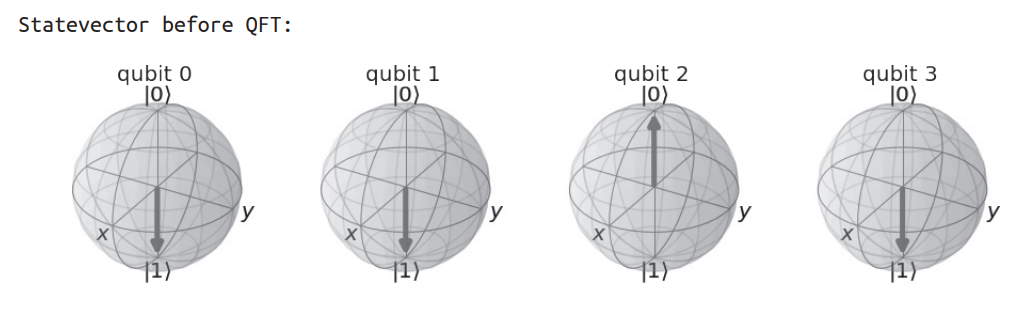 Statevector before QFT:
qubit 0 qubit 1 qubit 2 qubit 3
|0⟩ |0⟩ |0⟩ |0⟩
y y y y
x x x x
|1⟩ |1⟩ |1⟩ |1⟩